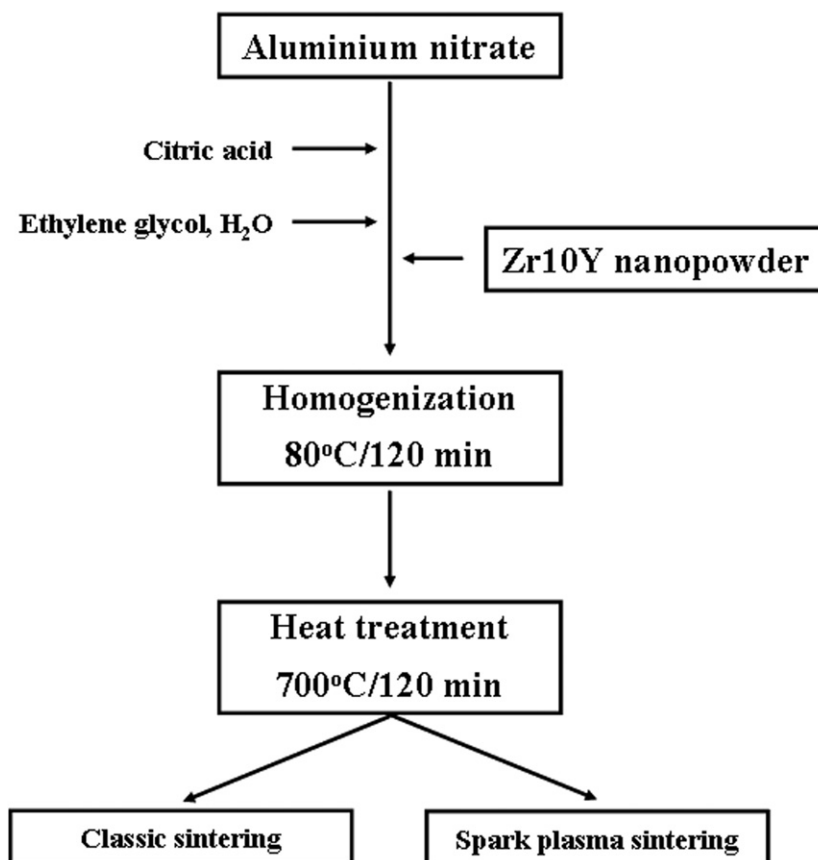 Aluminium nitrate
Citric acid
Ethylene glycol, H₂O
Zr10Y nanopowder
Homogenization
80°C/120 min
Heat treatment
700°C/120 min
Classic sintering
Spark plasma sintering